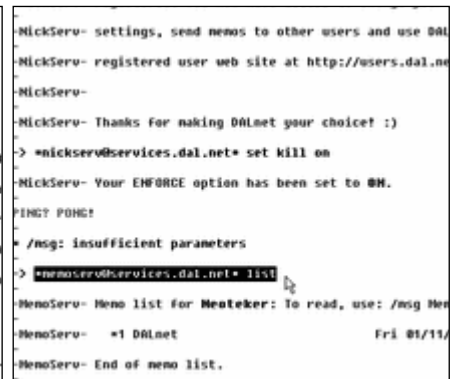 -NickServ- settings, send memos to other users and use DAL
-NickServ- registered user web site at http://users.dal.ne
-NickServ-
-NickServ- Thanks for making DALnet your choice! :)
-> *nickserv@services.dal.net* set kill on
-NickServ- Your ENFORCE option has been set to ON.
PING? PONG!
* /msg: insufficient parameters
-> *memoserv@services.dal.net* list
-MemoServ- Memo list for Menteker: To read, use: /msg Mem
-MemoServ- *1 DALnet Fri 01/11/
-MemoServ- End of memo list.